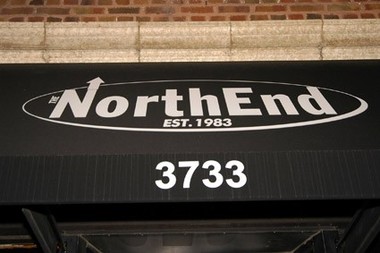 THE NorthEnd
EST. 1983
3733